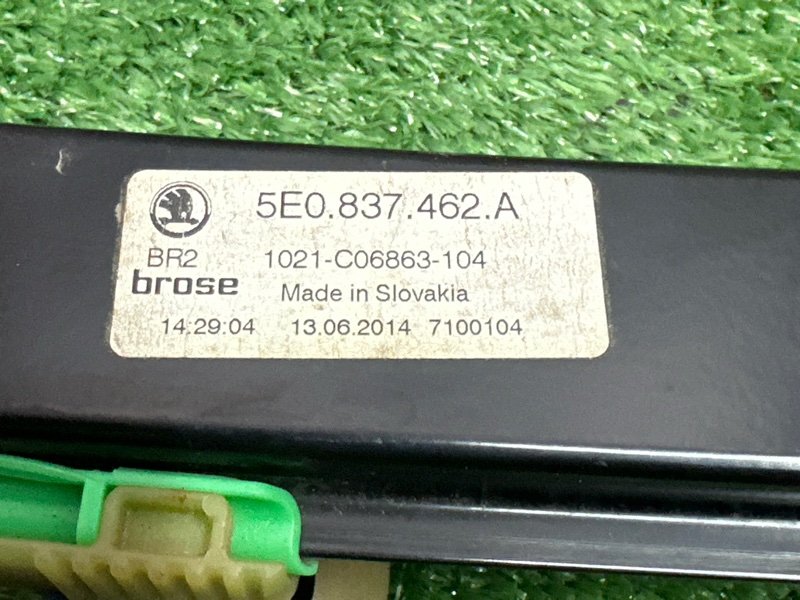 5E0.837.462.A
BR2 1021-C06863-104
brose Made in Slovakia
14:29:04 13.06.2014 7100104